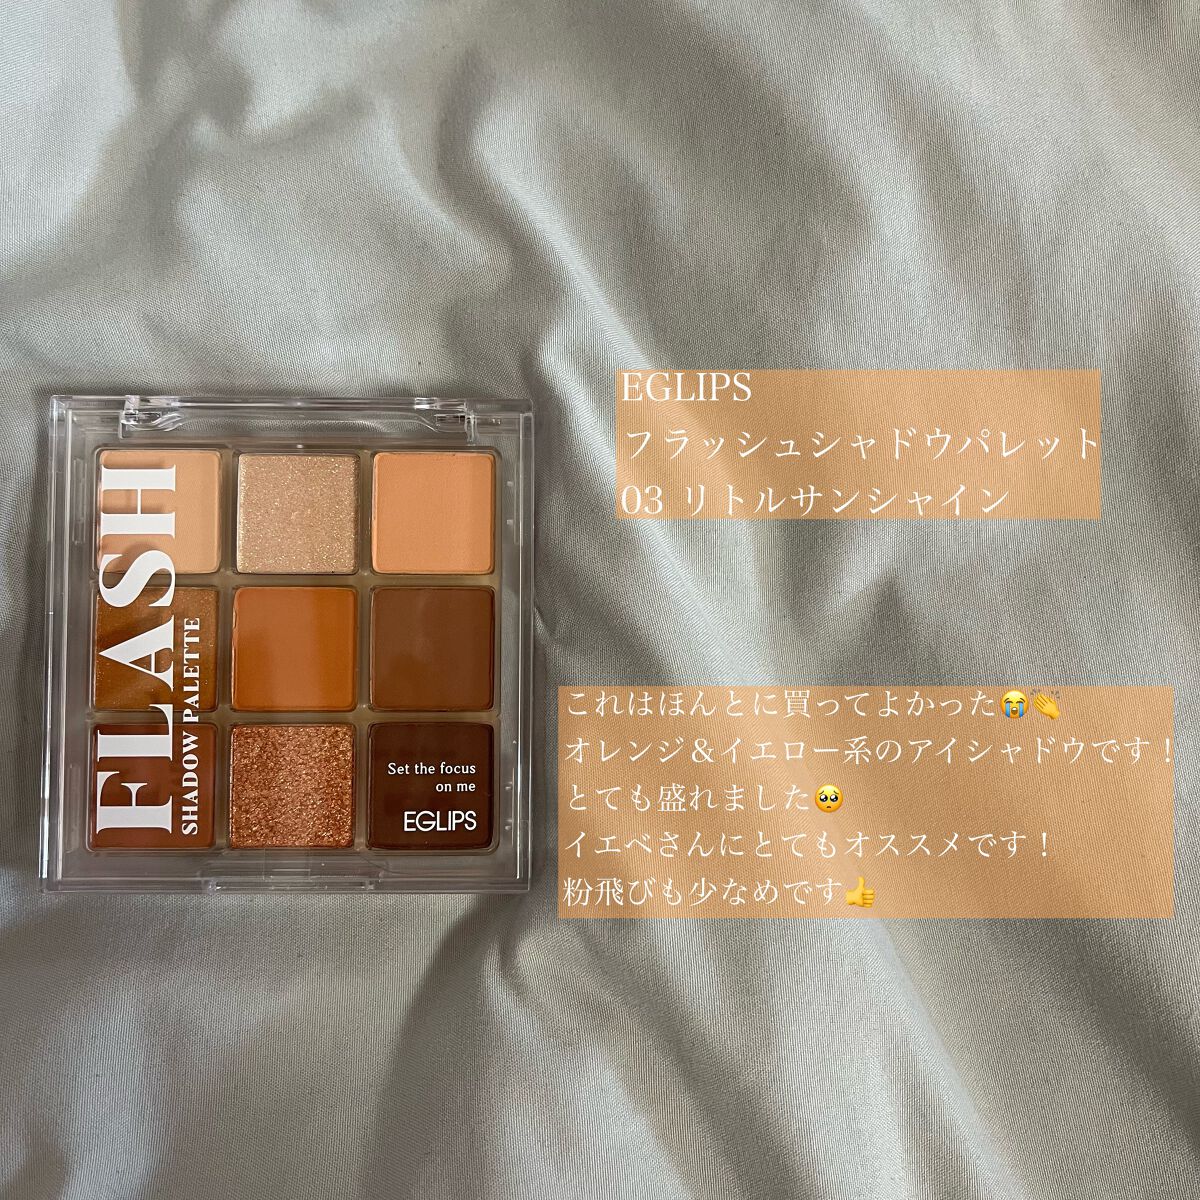 FLASH
SHADOW PALETTE
Set the focus
on me
EGLIPS
EGLIPS
フラッシュシャドウパレット
03 リトルサンシャイン
これはほんとに買ってよかった😭👏
オレンジ＆イエロー系のアイシャドウです！
とても盛れました🥺
イエベさんにとてもオススメです！
粉飛びも少なめです👍